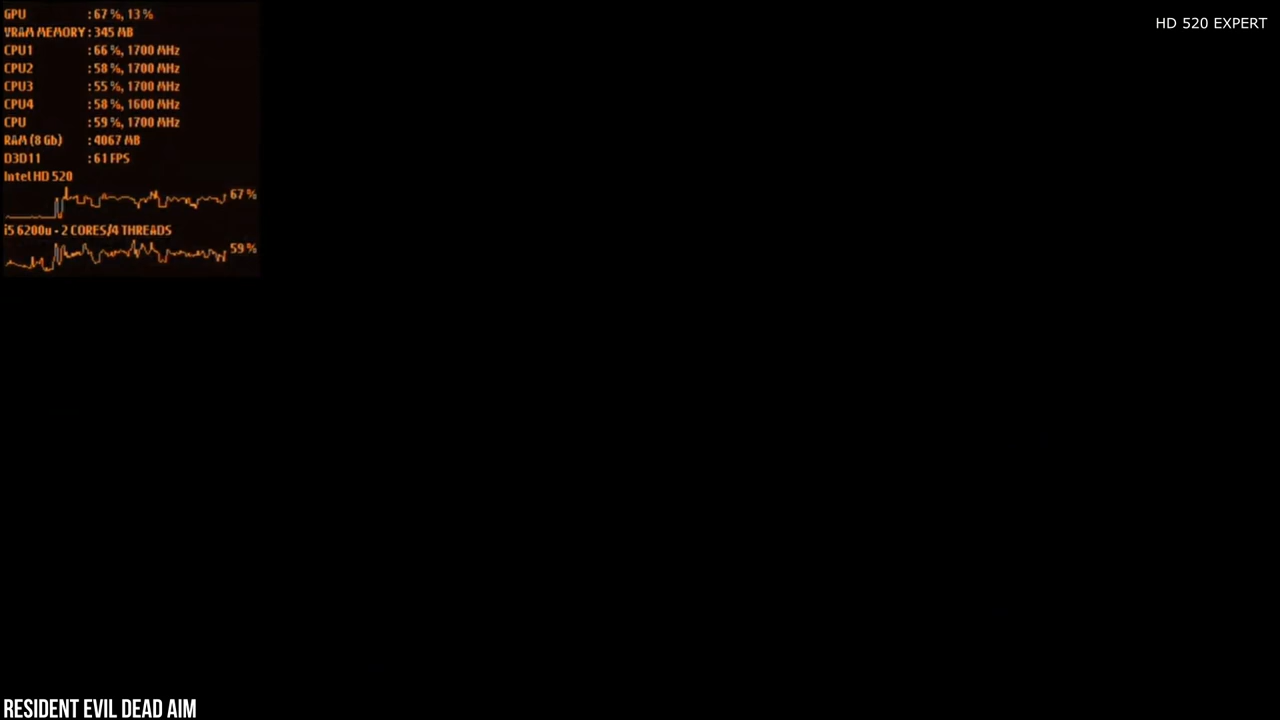 GPU : 67 %, 13 %
VRAM MEMORY : 345 MB
CPU1 : 66 %, 1700 MHz
CPU2 : 58 %, 1700 MHz
CPU3 : 55 %, 1700 MHz
CPU4 : 58 %, 1600 MHz
CPU : 59 %, 1700 MHz
RAM (8 Gb) : 4067 MB
D3D11 : 61 FPS
Intel HD 520
67 %
i5 6200u - 2 CORES/4 THREADS
59 %
HD 520 EXPERT
RESIDENT EVIL DEAD AIM